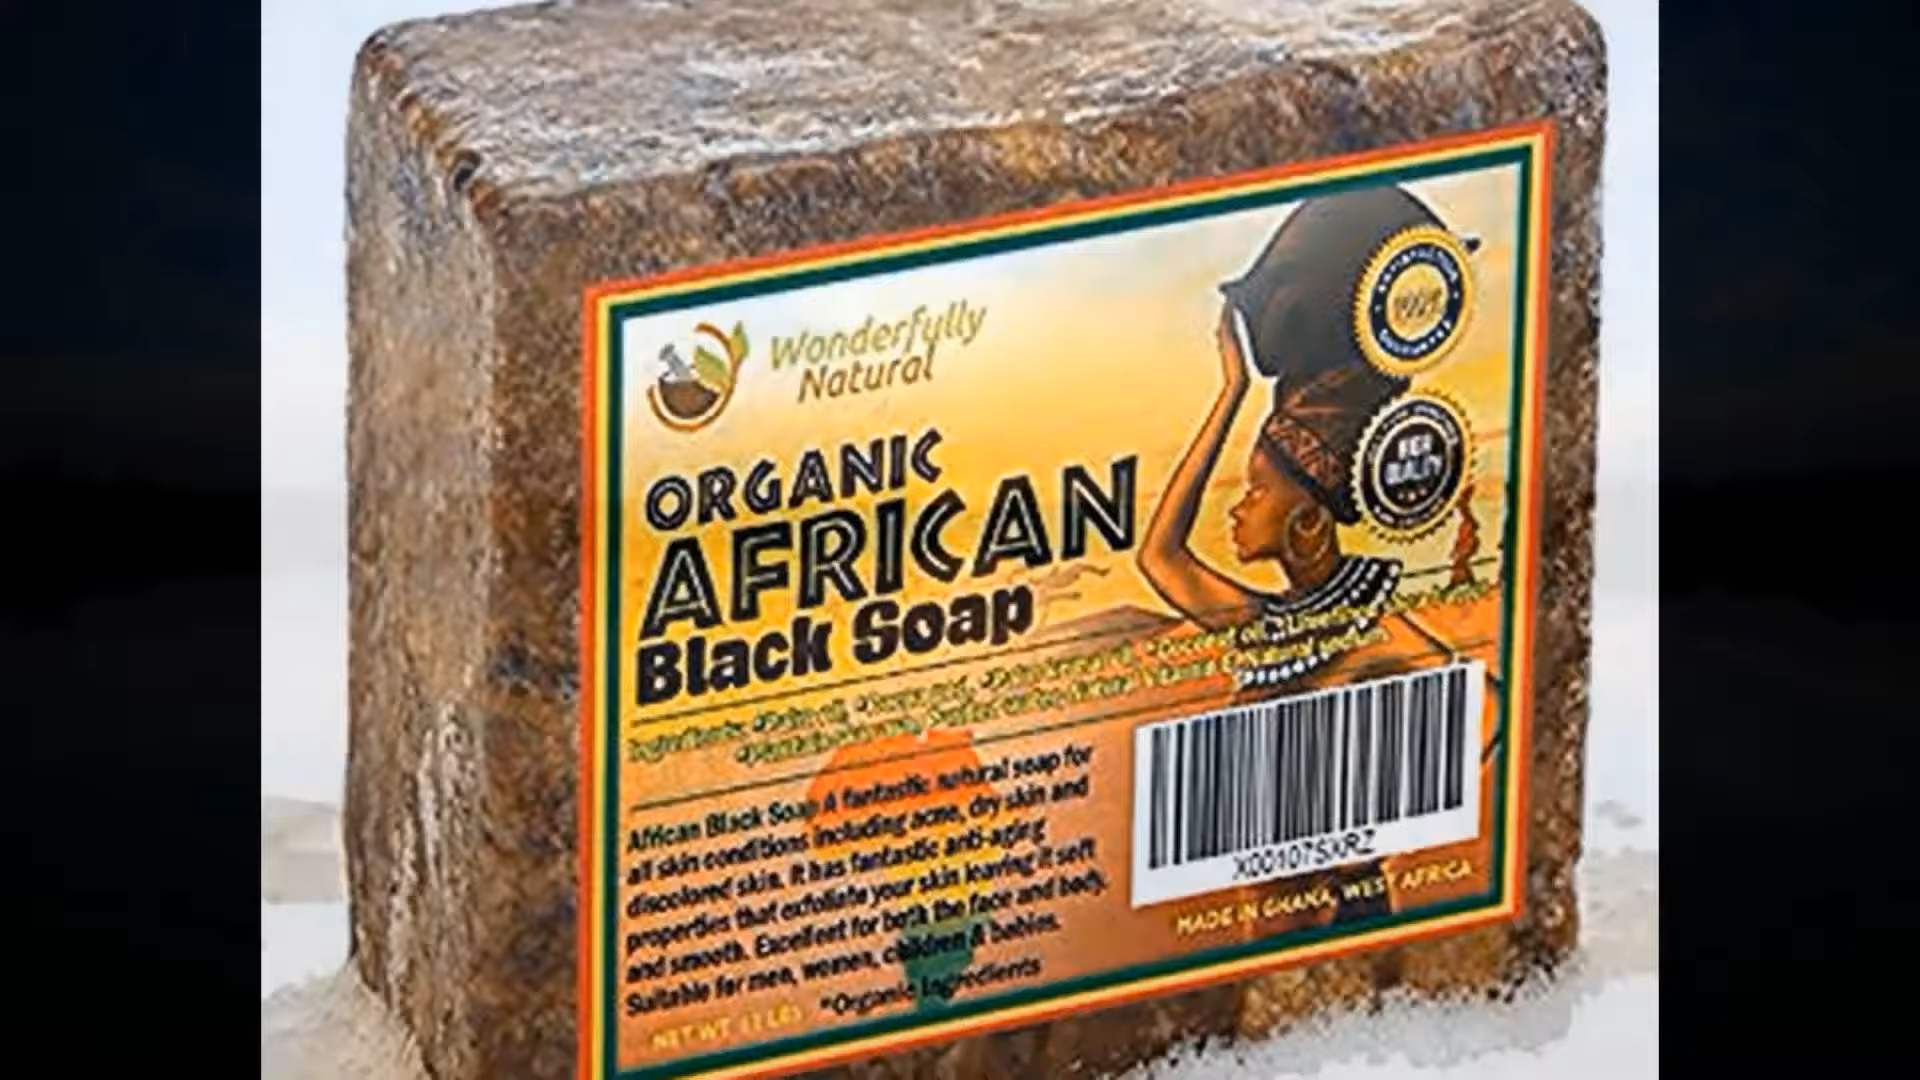 Wonderfully
Natural
ORGANIC
AFRICAN
Black Soap
Ingredients:
African Black Soap A fantastic natural soap for
all skin conditions including acne, dry skin and
discolored skin. It has fantastic anti-aging
properties that exfoliate your skin leaving it soft
and smooth. Excellent for both the face and body.
Suitable for men, women, children & babies.
*Organic Ingredients
NET WT.
X00107SXRZ
MADE IN GHANA, WEST AFRICA